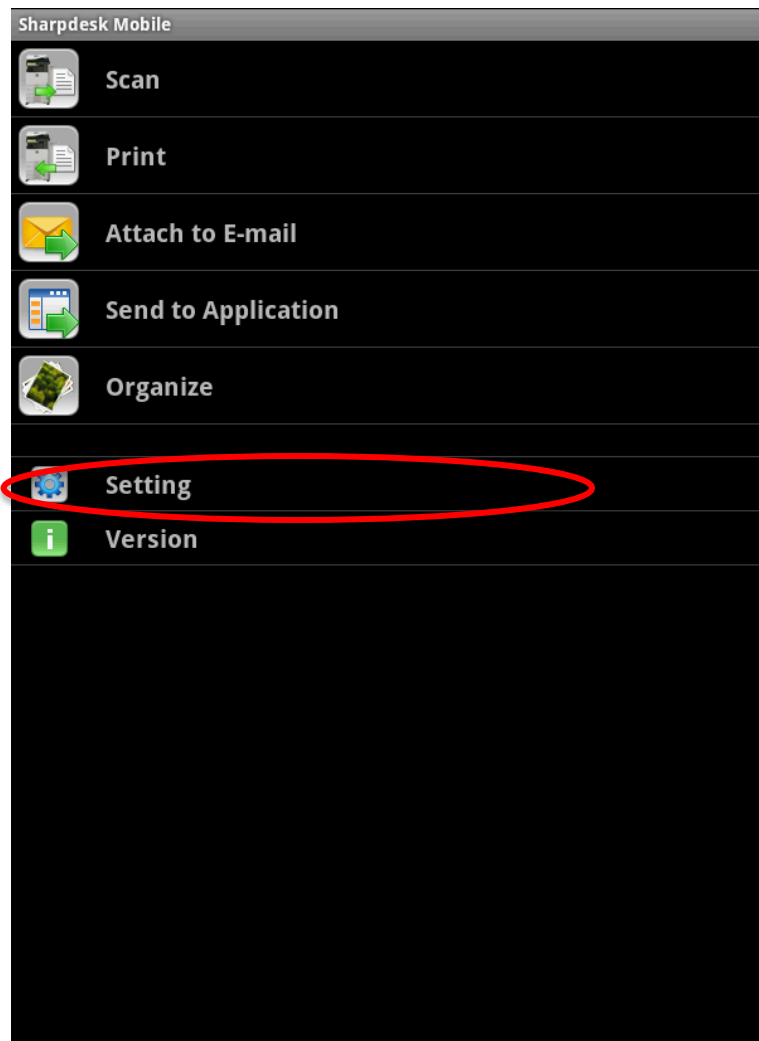 Sharpdesk Mobile
Scan
Print
Attach to E-mail
Send to Application
Organize
Setting
Version